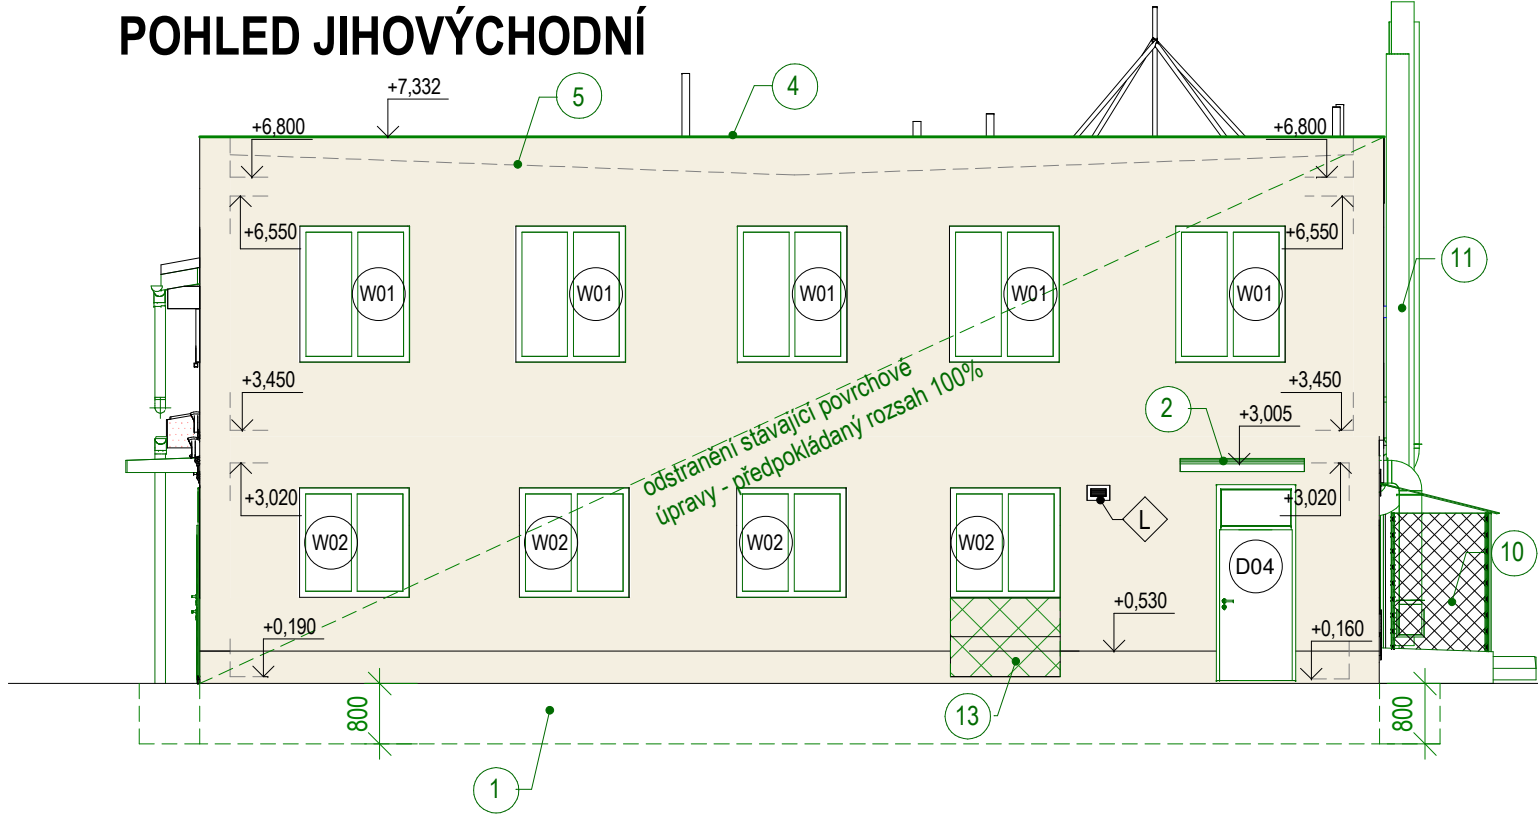 POHLED JIHOVÝCHODNÍ
+7,332
5
4
+6,800
+6,800
+6,550
+6,550
11
W01
W01
W01
W01
W01
+3,450
+3,450
2
+3,005
odstranění stávající povrchové
úpravy - předpokládaný rozsah 100%
+3,020
+3,020
L
W02
W02
W02
W02
D04
10
+0,530
+0,190
+0,160
800
13
800
1